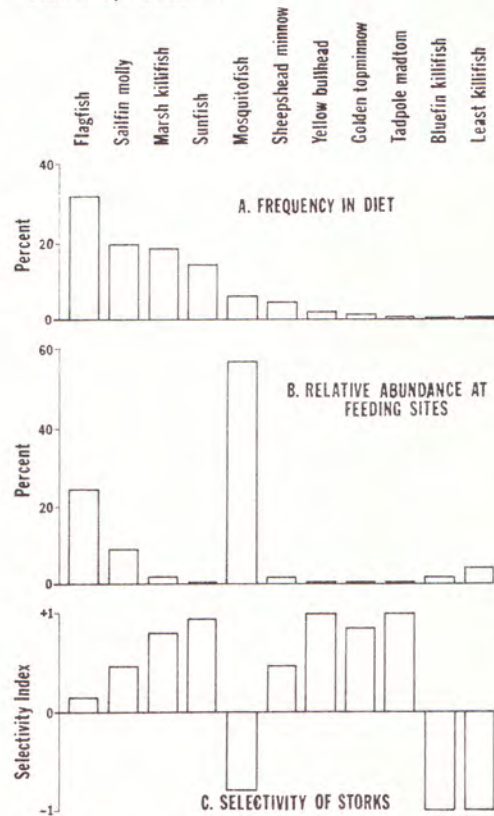 Flagfish
Sailfin molly
Marsh killifish
Sunfish
Mosquitofish
Sheepshead minnow
Yellow bullhead
Golden topminnow
Tadpole madtom
Bluefin killifish
Least killifish
40
20
0
Percent
A. FREQUENCY IN DIET
60
40
20
0
Percent
B. RELATIVE ABUNDANCE AT
FEEDING SITES
+1
0
-1
Selectivity Index
C. SELECTIVITY OF STORKS